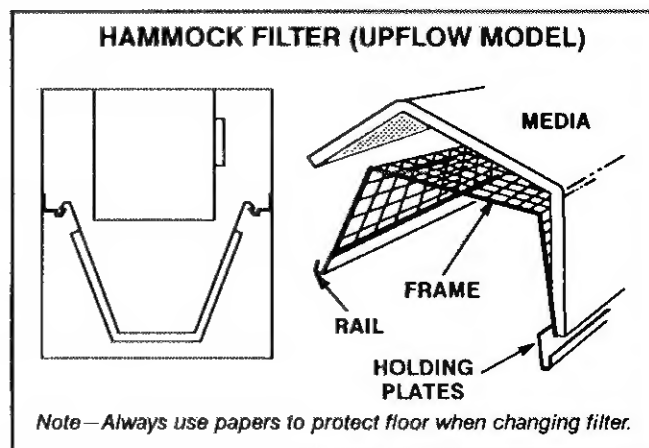 HAMMOCK FILTER (UPFLOW MODEL)
MEDIA
FRAME
RAIL
HOLDING
PLATES
Note—Always use papers to protect floor when changing filter.